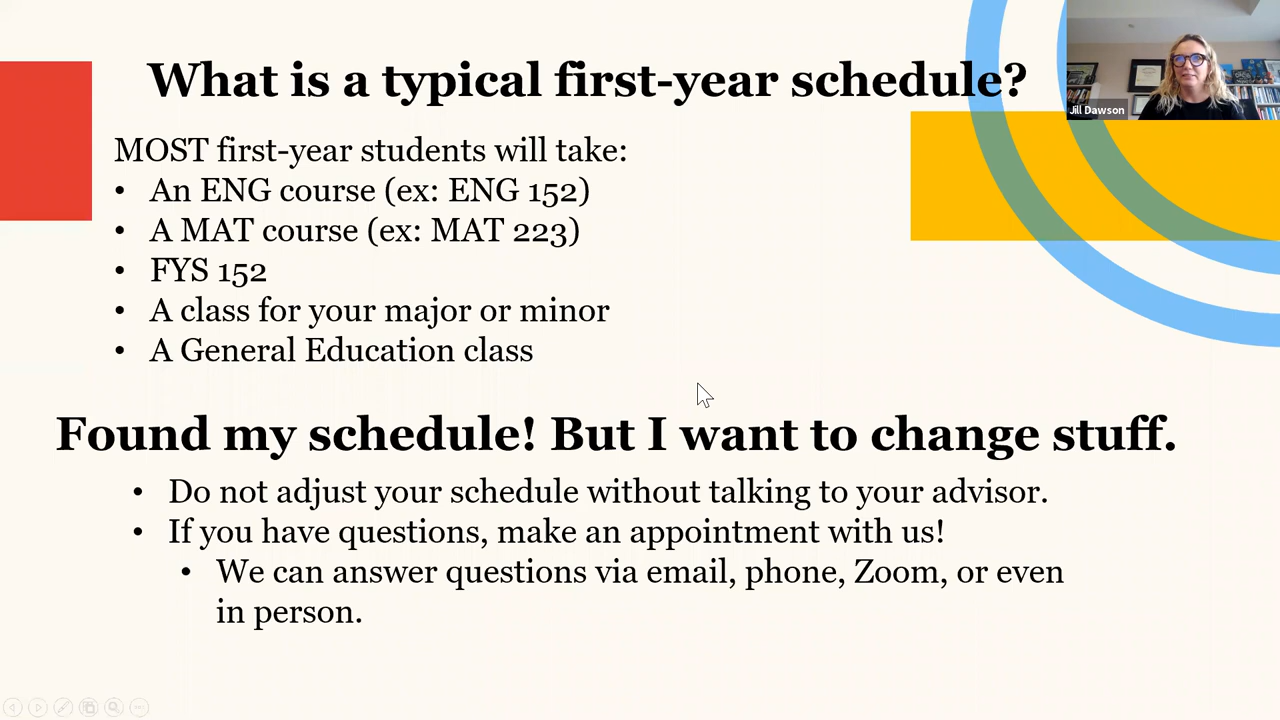 What is a typical first-year schedule?
Jill Dawson
MOST first-year students will take:
• An ENG course (ex: ENG 152)
• A MAT course (ex: MAT 223)
• FYS 152
• A class for your major or minor
• A General Education class
Found my schedule! But I want to change stuff.
• Do not adjust your schedule without talking to your advisor.
• If you have questions, make an appointment with us!
• We can answer questions via email, phone, Zoom, or even
in person.